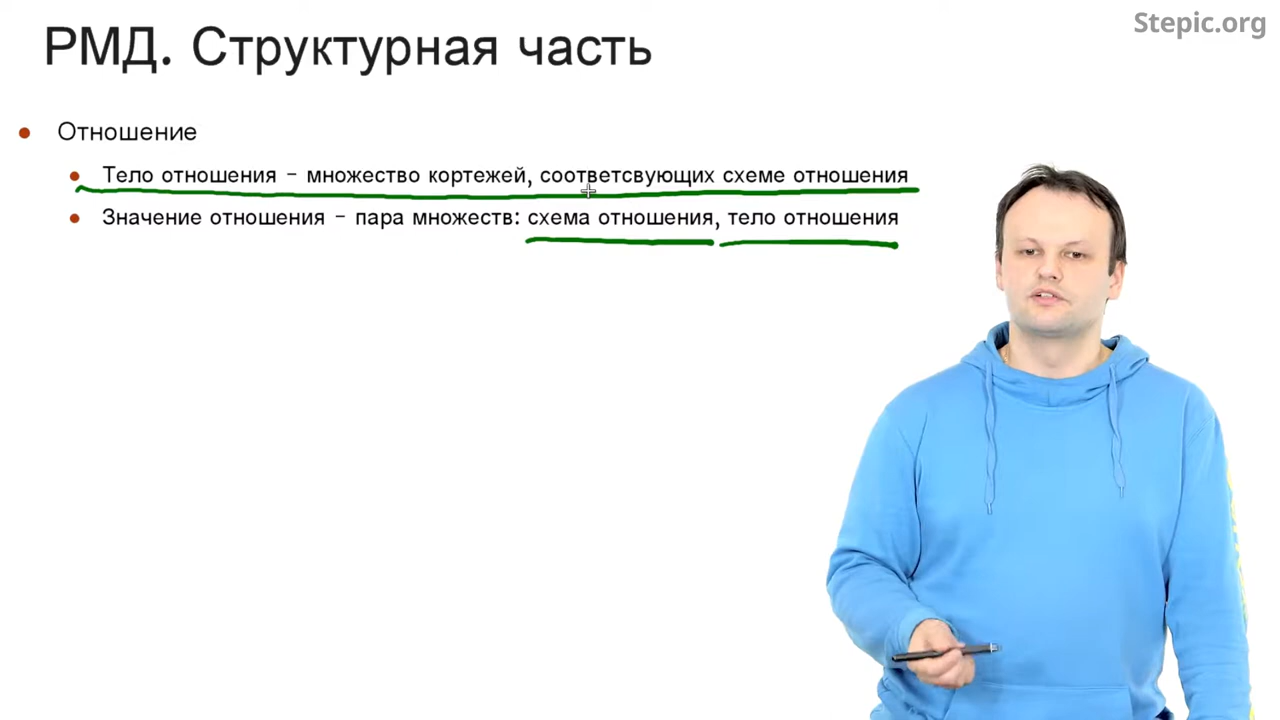 Stepic.org
РМД. Структурная часть
Отношение
Тело отношения - множество кортежей, соответсвующих схеме отношения
Значение отношения - пара множеств: схема отношения, тело отношения